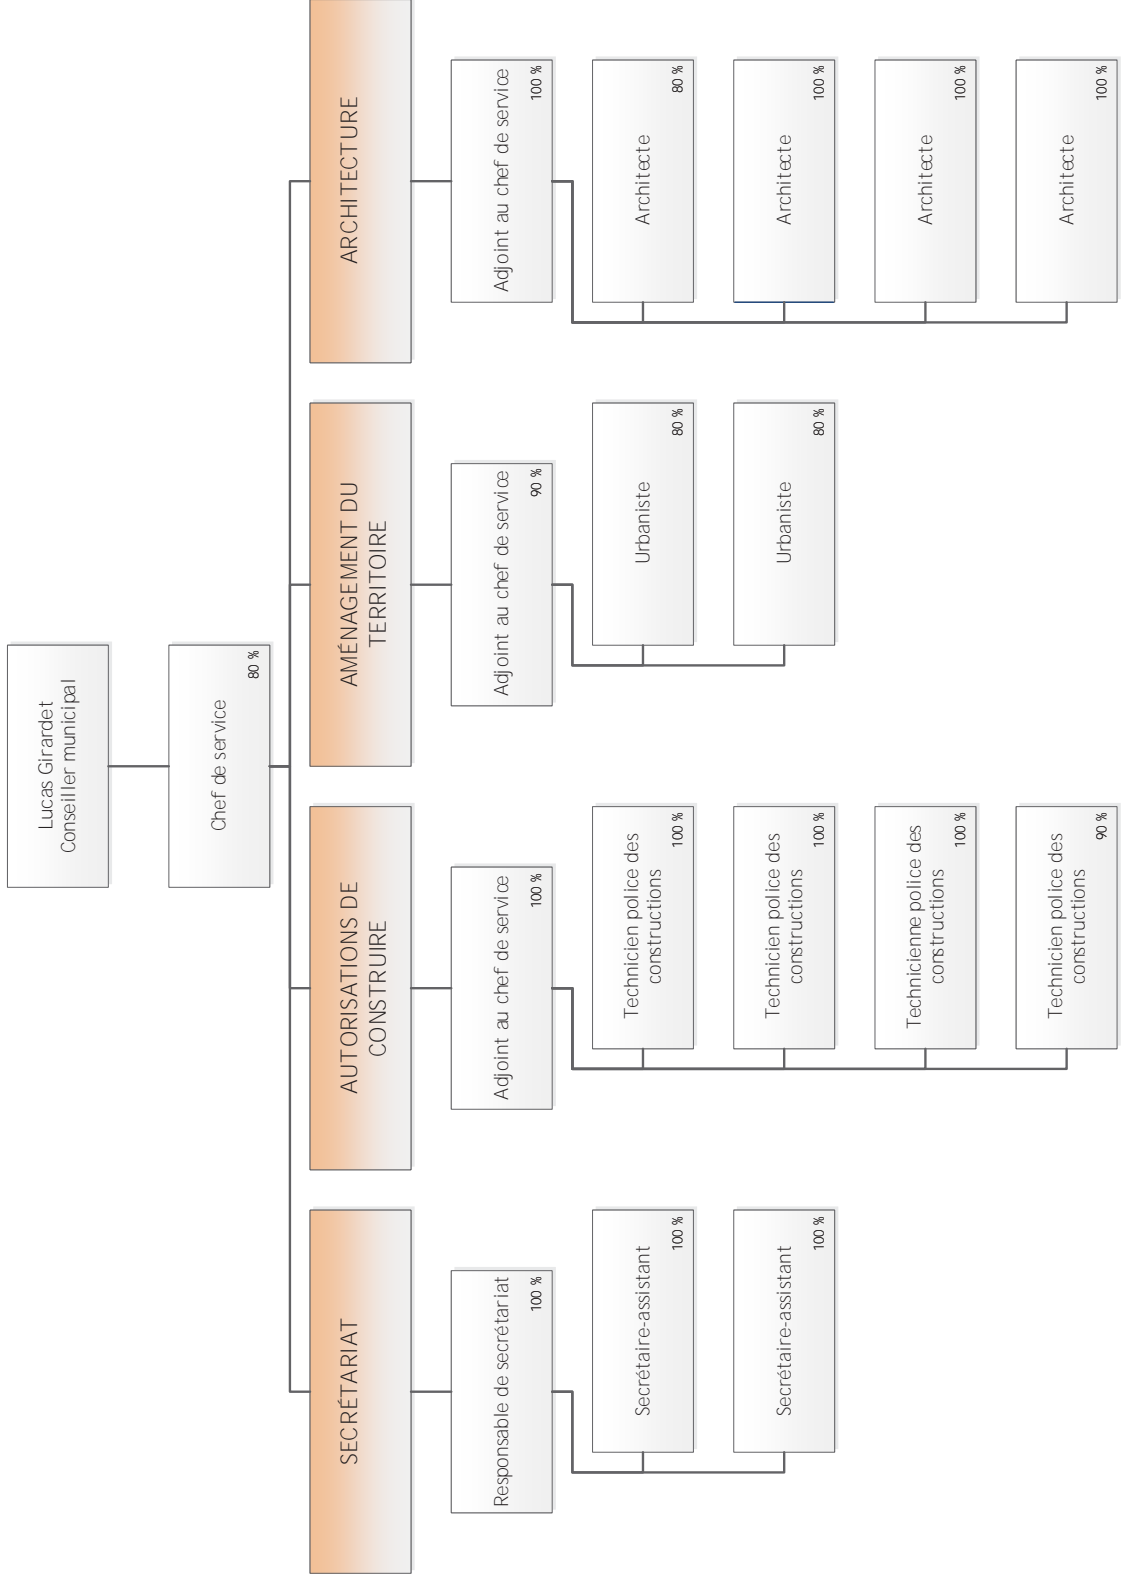 Lucas Girardet
Conseiller municipal
Chef de service
80 %
SECRÉTARIAT
Responsable de secrétariat
100 %
Secrétaire-assistant
100 %
Secrétaire-assistant
100 %
AUTORISATIONS DE
CONSTRUIRE
Adjoint au chef de service
100 %
Technicien police des
constructions
100 %
Technicien police des
constructions
100 %
Technicienne police des
constructions
100 %
Technicien police des
constructions
90 %
AMÉNAGEMENT DU
TERRITOIRE
Adjoint au chef de service
90 %
Urbaniste
80 %
Urbaniste
80 %
ARCHITECTURE
Adjoint au chef de service
100 %
Architecte
80 %
Architecte
100 %
Architecte
100 %
Architecte
100 %